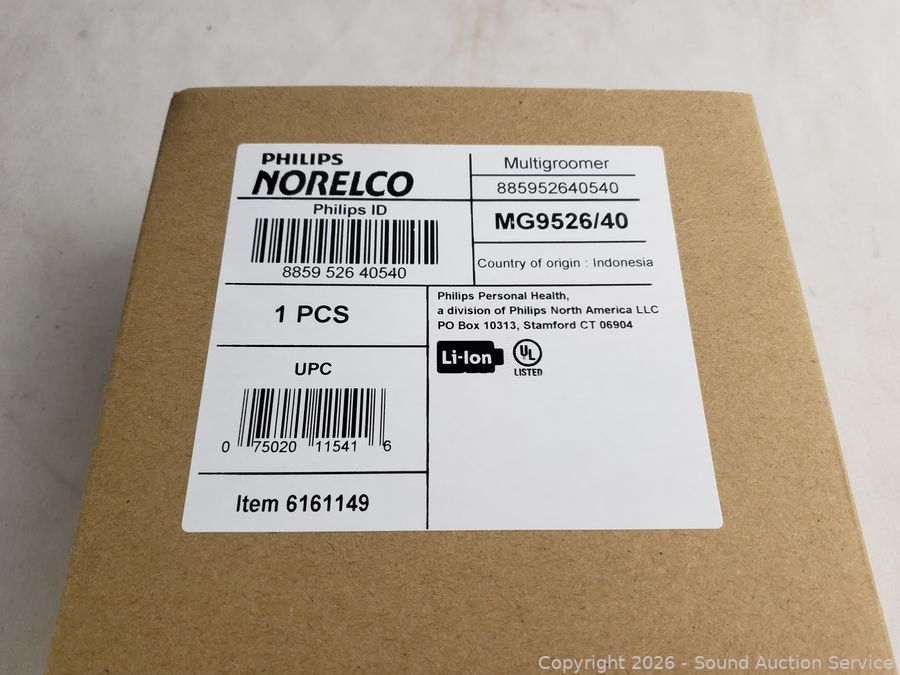 PHILIPS
NORELCO
Multigroomer
885952640540
Philips ID
8859 526 40540
MG9526/40
Country of origin : Indonesia
1 PCS
Philips Personal Health,
a division of Philips North America LLC
PO Box 10313, Stamford CT 06904
Li-Ion
UL
LISTED
UPC
0 75020 11541 6
Item 6161149
Copyright 2026 - Sound Auction Service